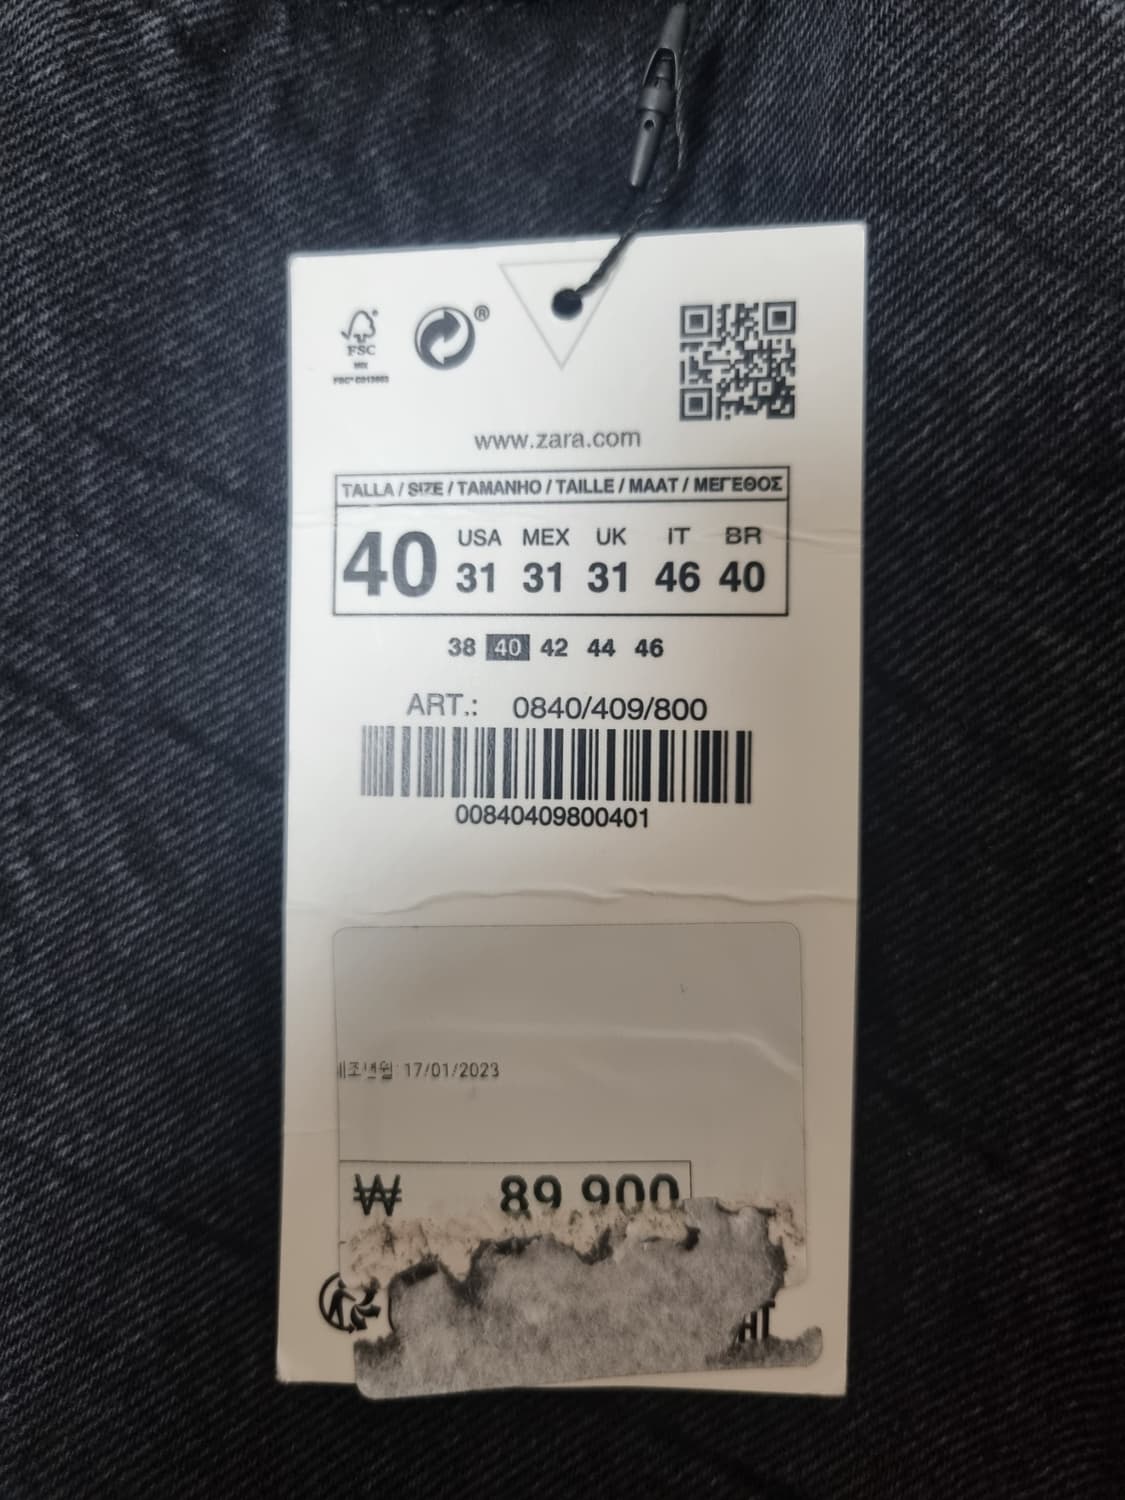 FSC
MIX
®
www.zara.com
TALLA / SIZE / TAMANHO / TAILLE / MAAT / ΜΕΓΕΘΟΣ
40 USA MEX UK IT BR
31 31 31 46 40
38 40 42 44 46
ART.: 0840/409/800
00840409800401
제조년월 17/01/2023
₩ 89,900